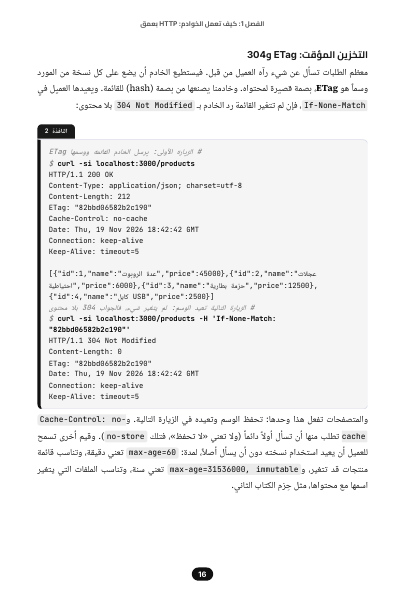 الفصل 1: كيف تعمل الخوادم: HTTP بعمق
التخزين المؤقت: ETag و304
معظم الطلبات تسأل عن شيء رآه العميل من قبل. فيستطيع الخادم أن يضع على كل نسخة من المورد
وسماً هو ETag، بصمة قصيرة لمحتواه. وخادمنا يصنعها من بصمة (hash) للقائمة. ويعيدها العميل في
If-None-Match، فإن لم تتغير القائمة رد الخادم بـ 304 Not Modified بلا محتوى:
النافذة 2
# الزيارة الأولى: يرسل الخادم القائمة ووسمها ETag
$ curl -si localhost:3000/products
HTTP/1.1 200 OK
Content-Type: application/json; charset=utf-8
Content-Length: 212
ETag: "82bbd06582b2c190"
Cache-Control: no-cache
Date: Thu, 19 Nov 2026 18:42:42 GMT
Connection: keep-alive
Keep-Alive: timeout=5
[{"id":1,"name":"عدة الروبوت","price":45000},{"id":2,"name":"عجلات
احتياطية","price":6000},{"id":3,"name":"حزمة بطارية","price":12500},
{"id":4,"name":"كابل USB","price":2500}]
# الزيارة التالية تعيد الوسم: لم يتغير شيء، فالجواب 304 بلا محتوى
$ curl -si localhost:3000/products -H 'If-None-Match:
"82bbd06582b2c190"'
HTTP/1.1 304 Not Modified
Content-Length: 0
ETag: "82bbd06582b2c190"
Date: Thu, 19 Nov 2026 18:42:42 GMT
Connection: keep-alive
Keep-Alive: timeout=5
والمتصفحات تفعل هذا وحدها: تحفظ الوسم وتعيده في الزيارة التالية. و Cache-Control: no-
cache تطلب منها أن تسأل أولاً دائماً (ولا تعني «لا تحفظ»، فتلك no-store). وقيم أخرى تسمح
للعميل أن يعيد استخدام نسخته دون أن يسأل أصلاً، لمدة: max-age=60 تعني دقيقة، وتناسب قائمة
منتجات قد تتغير، و max-age=31536000, immutable تعني سنة، وتناسب الملفات التي يتغير
اسمها مع محتواها، مثل حِزم الكتاب الثاني.
16